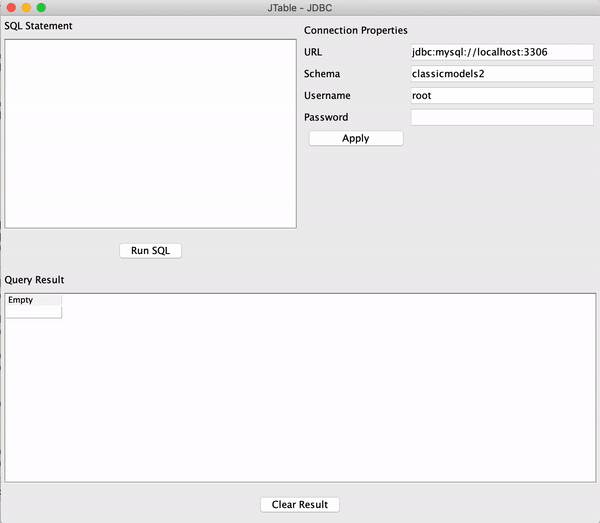 JTable - JDBC
SQL Statement
Connection Properties
URL
jdbc:mysql://localhost:3306
Schema
classicmodels2
Username
root
Password
Apply
Run SQL
Query Result
Empty
Clear Result